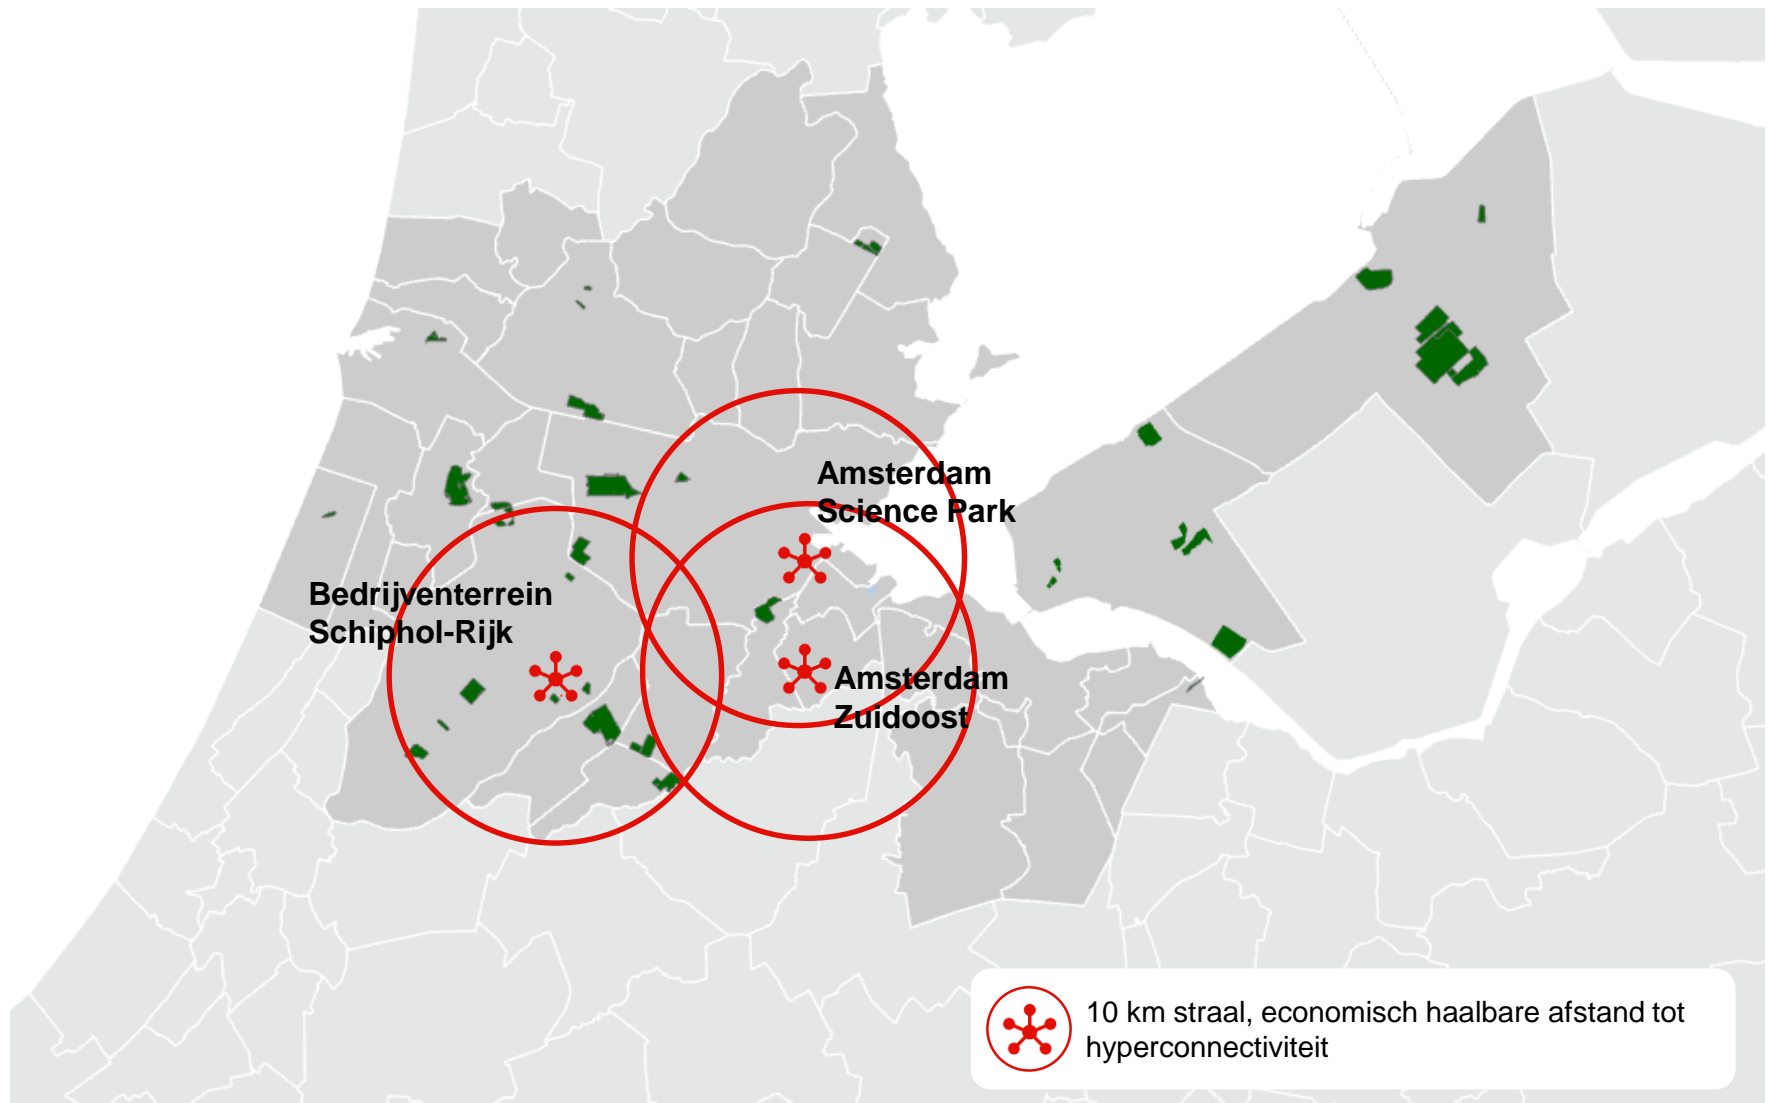 Amsterdam
Science Park
Bedrijventerrein
Schiphol-Rijk
Amsterdam
Zuidoost
10 km straal, economisch haalbare afstand tot
hyperconnectiviteit